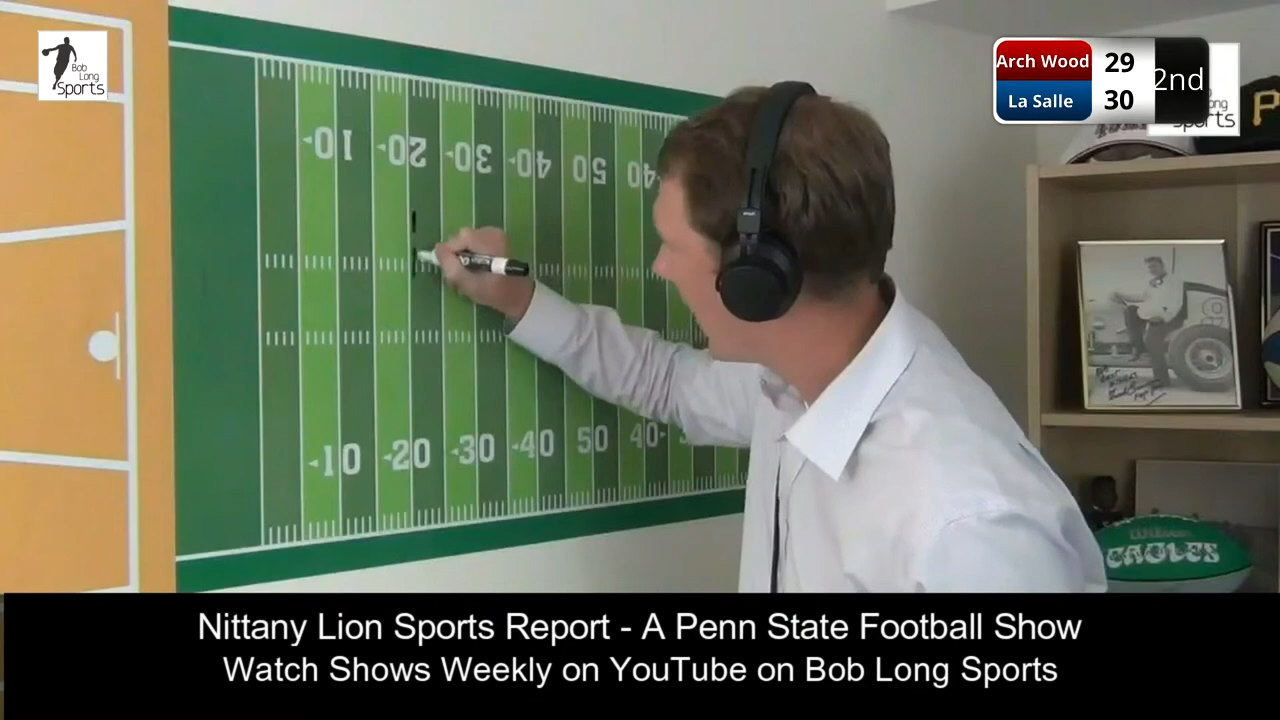 Bob
Long
Sports
Arch Wood 29
La Salle 30
2nd
ong
Sports
P
10 20 30 40 50 40
10 20 30 40 50 40
EAGLES
Nittany Lion Sports Report - A Penn State Football Show
Watch Shows Weekly on YouTube on Bob Long Sports